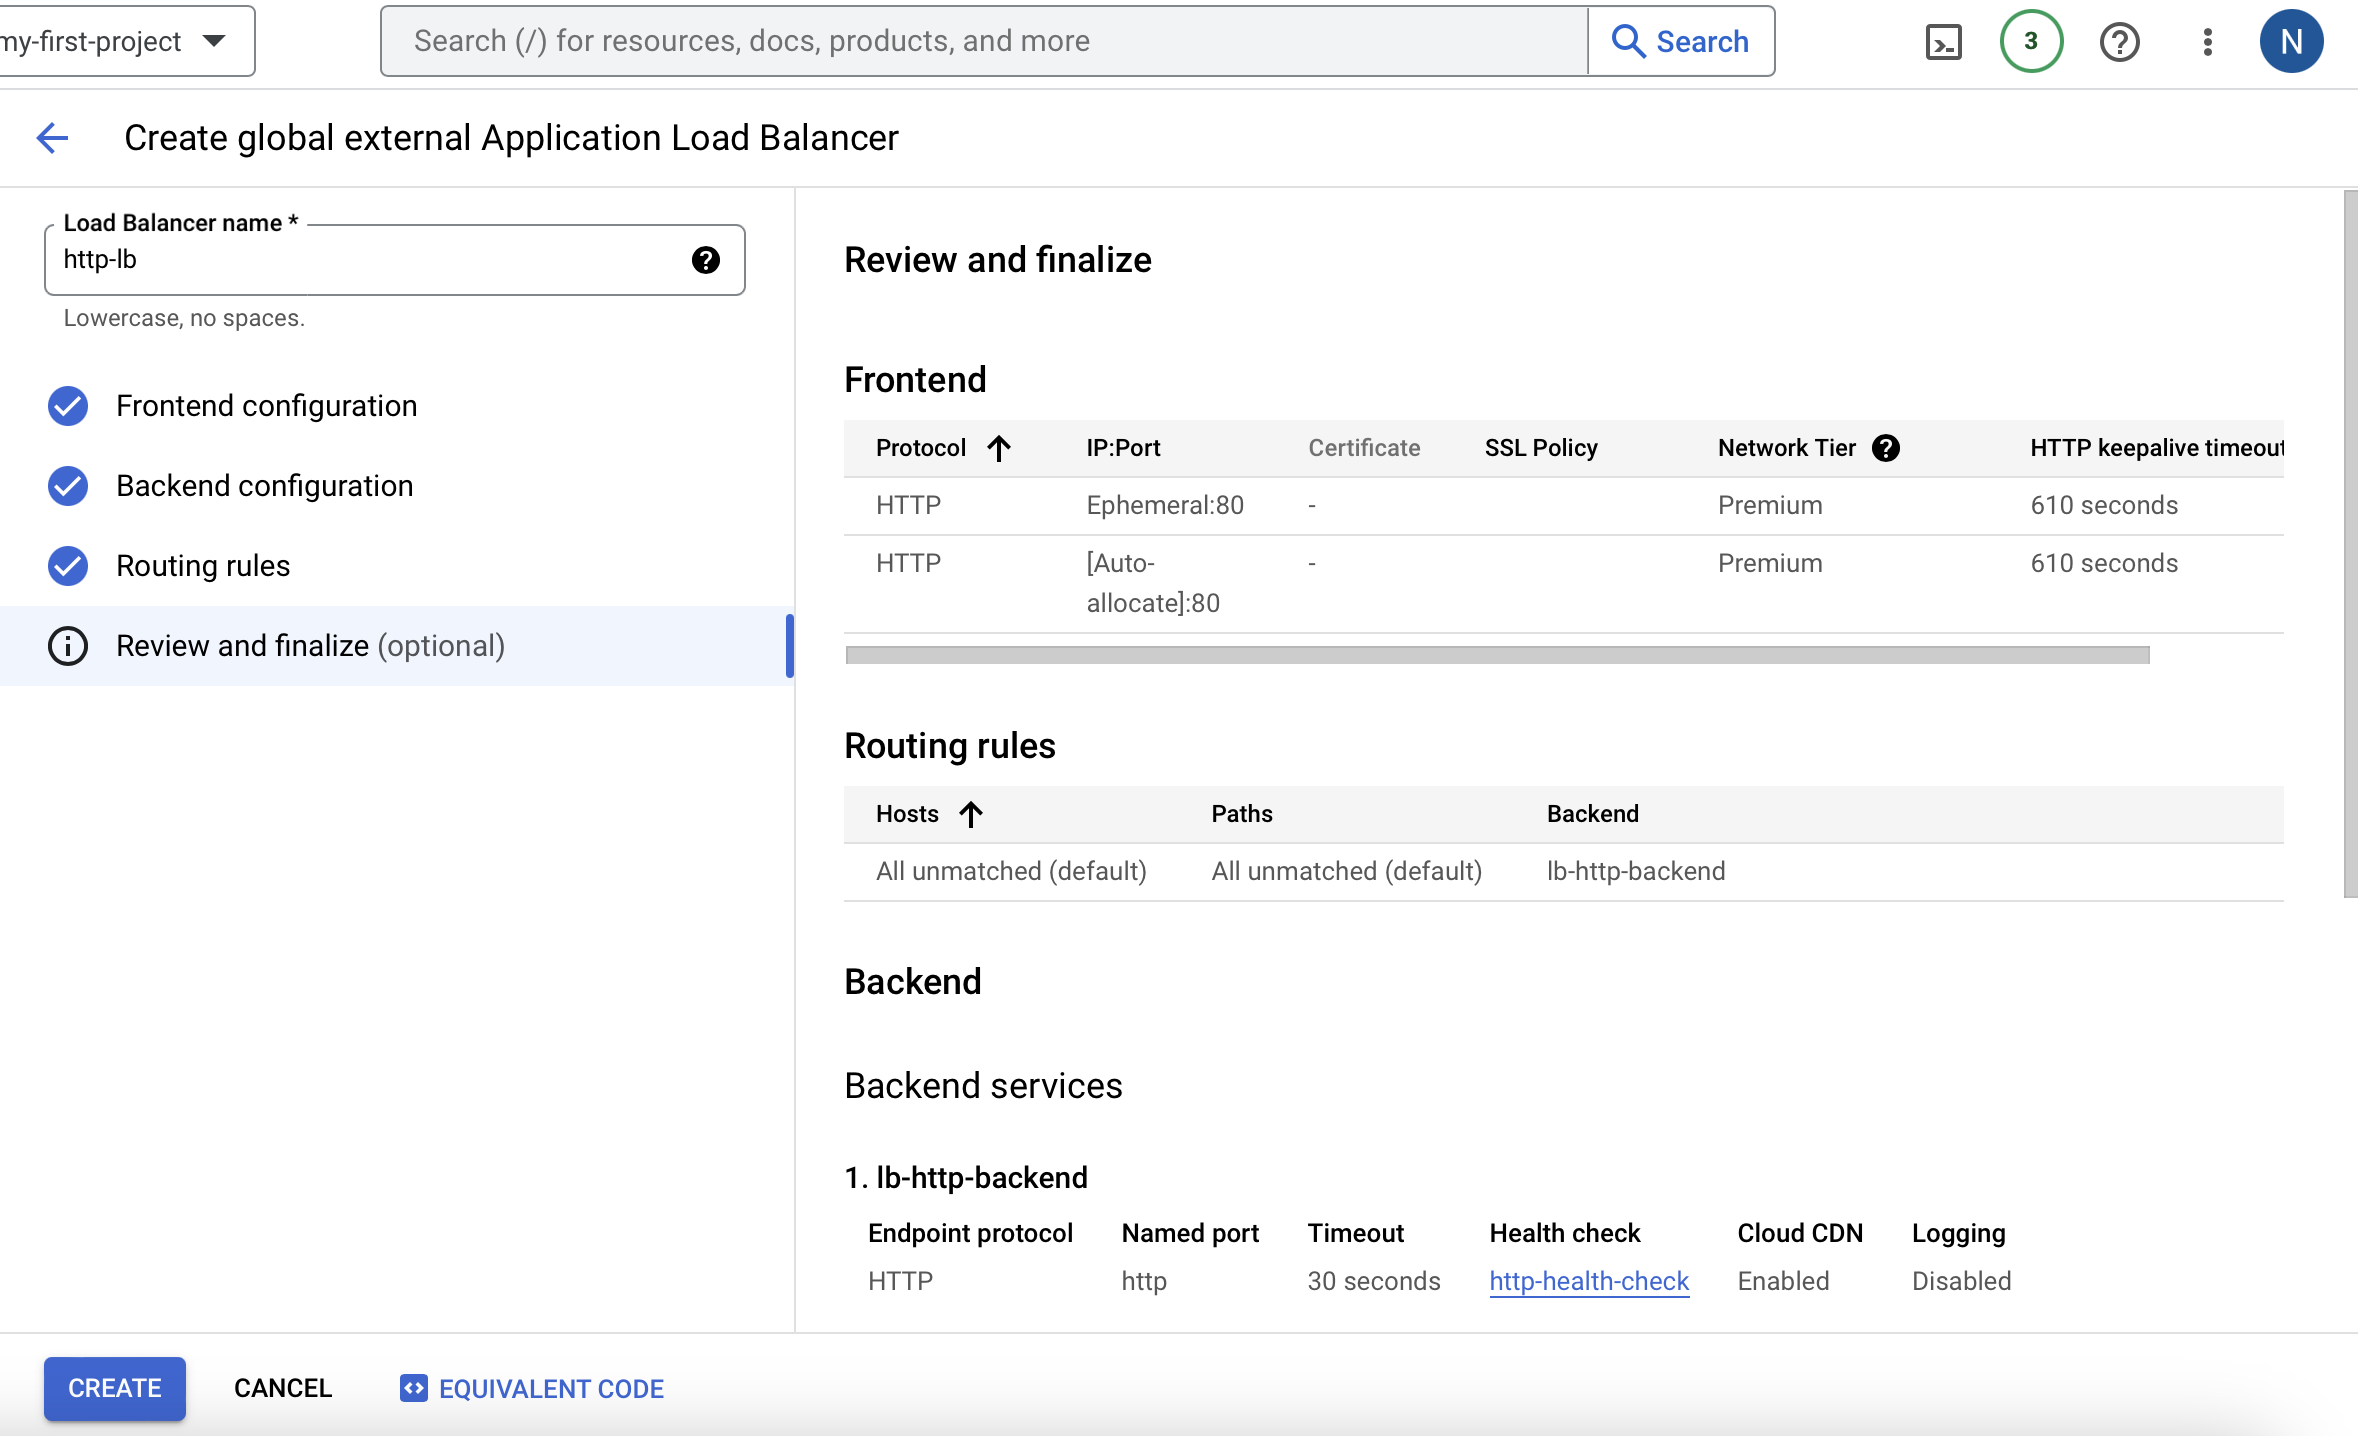 my-first-project
Search (/) for resources, docs, products, and more
Search
3
N
Create global external Application Load Balancer
Load Balancer name *
http-lb
Lowercase, no spaces.
Frontend configuration
Backend configuration
Routing rules
Review and finalize (optional)
Review and finalize
Frontend
Protocol IP:Port Certificate SSL Policy Network Tier HTTP keepalive timeout
HTTP Ephemeral:80 - Premium 610 seconds
HTTP [Auto-allocate]:80 - Premium 610 seconds
Routing rules
Hosts Paths Backend
All unmatched (default) All unmatched (default) lb-http-backend
Backend
Backend services
1. lb-http-backend
Endpoint protocol Named port Timeout Health check Cloud CDN Logging
HTTP http 30 seconds http-health-check Enabled Disabled
CREATE CANCEL EQUIVALENT CODE